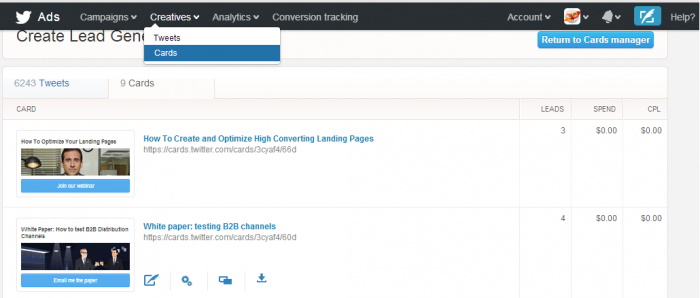 Ads Campaigns Creatives Analytics Conversion tracking Account Help?
Tweets
Cards
Create Lead Gene
Return to Cards manager
6243 Tweets 9 Cards
CARD LEADS SPEND CPL
How To Optimize Your Landing Pages
Join our webinar
How To Create and Optimize High Converting Landing Pages
https://cards.twitter.com/cards/3cyaf4/66d
3 $0.00 $0.00
White Paper: How to test B2B Distribution
Channels
Email me the paper
White paper: testing B2B channels
https://cards.twitter.com/cards/3cyaf4/60d
4 $0.00 $0.00